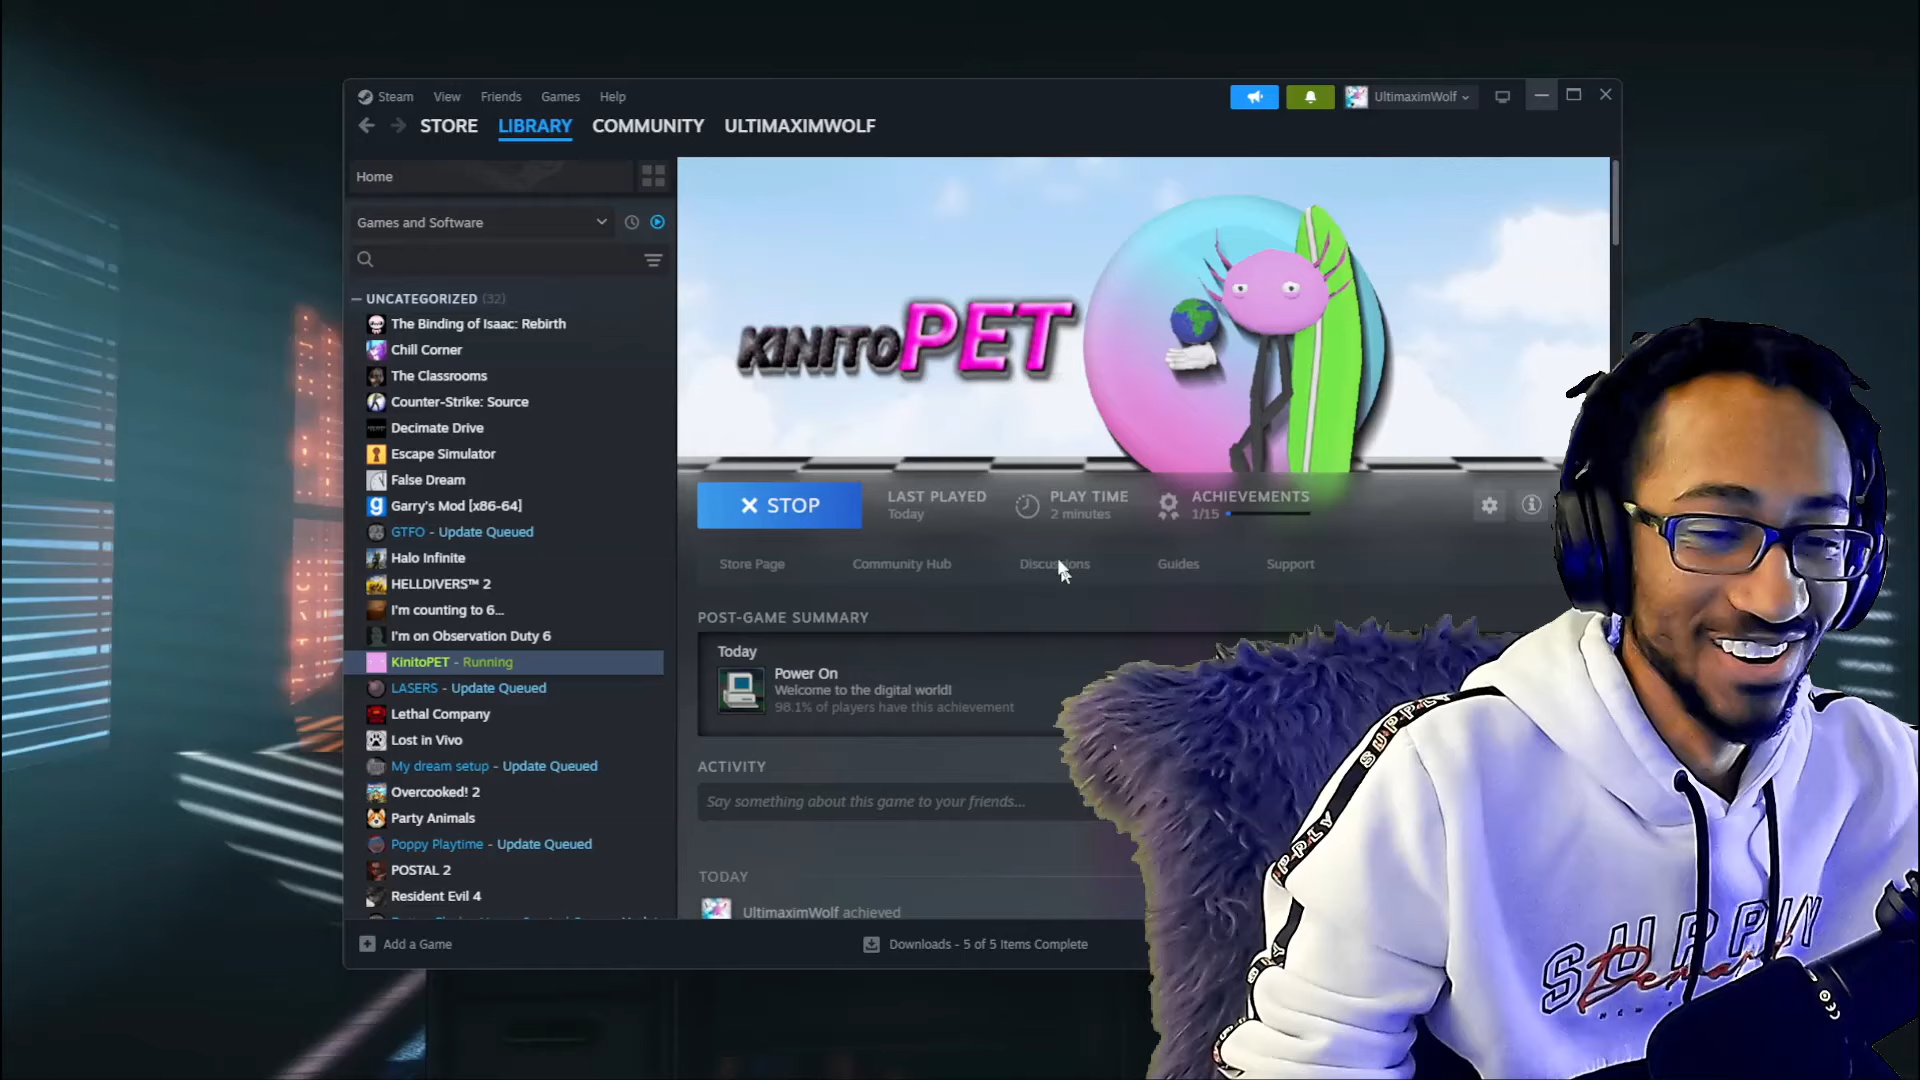 Steam View Friends Games Help
UltimaximWolf
STORE LIBRARY COMMUNITY ULTIMAXIMWOLF
Home
Games and Software
UNCATEGORIZED (32)
The Binding of Isaac: Rebirth
Chill Corner
The Classrooms
Counter-Strike: Source
Decimate Drive
Escape Simulator
False Dream
Garry's Mod [x86-64]
GTFO - Update Queued
Halo Infinite
HELLDIVERS™ 2
I'm counting to 6...
I'm on Observation Duty 6
KinitoPET - Running
LASERS - Update Queued
Lethal Company
Lost in Vivo
My dream setup - Update Queued
Overcooked! 2
Party Animals
Poppy Playtime - Update Queued
POSTAL 2
Resident Evil 4
Add a Game
KINITOPET
STOP
LAST PLAYED
Today
PLAY TIME
2 minutes
ACHIEVEMENTS
1/15
Store Page Community Hub Discussions Guides Support
POST-GAME SUMMARY
Today
Power On
Welcome to the digital world!
98.1% of players have this achievement
ACTIVITY
Say something about this game to your friends...
TODAY
UltimaximWolf achieved
Downloads - 5 of 5 Items Complete
SUPPLY
SUPPLY
Demand